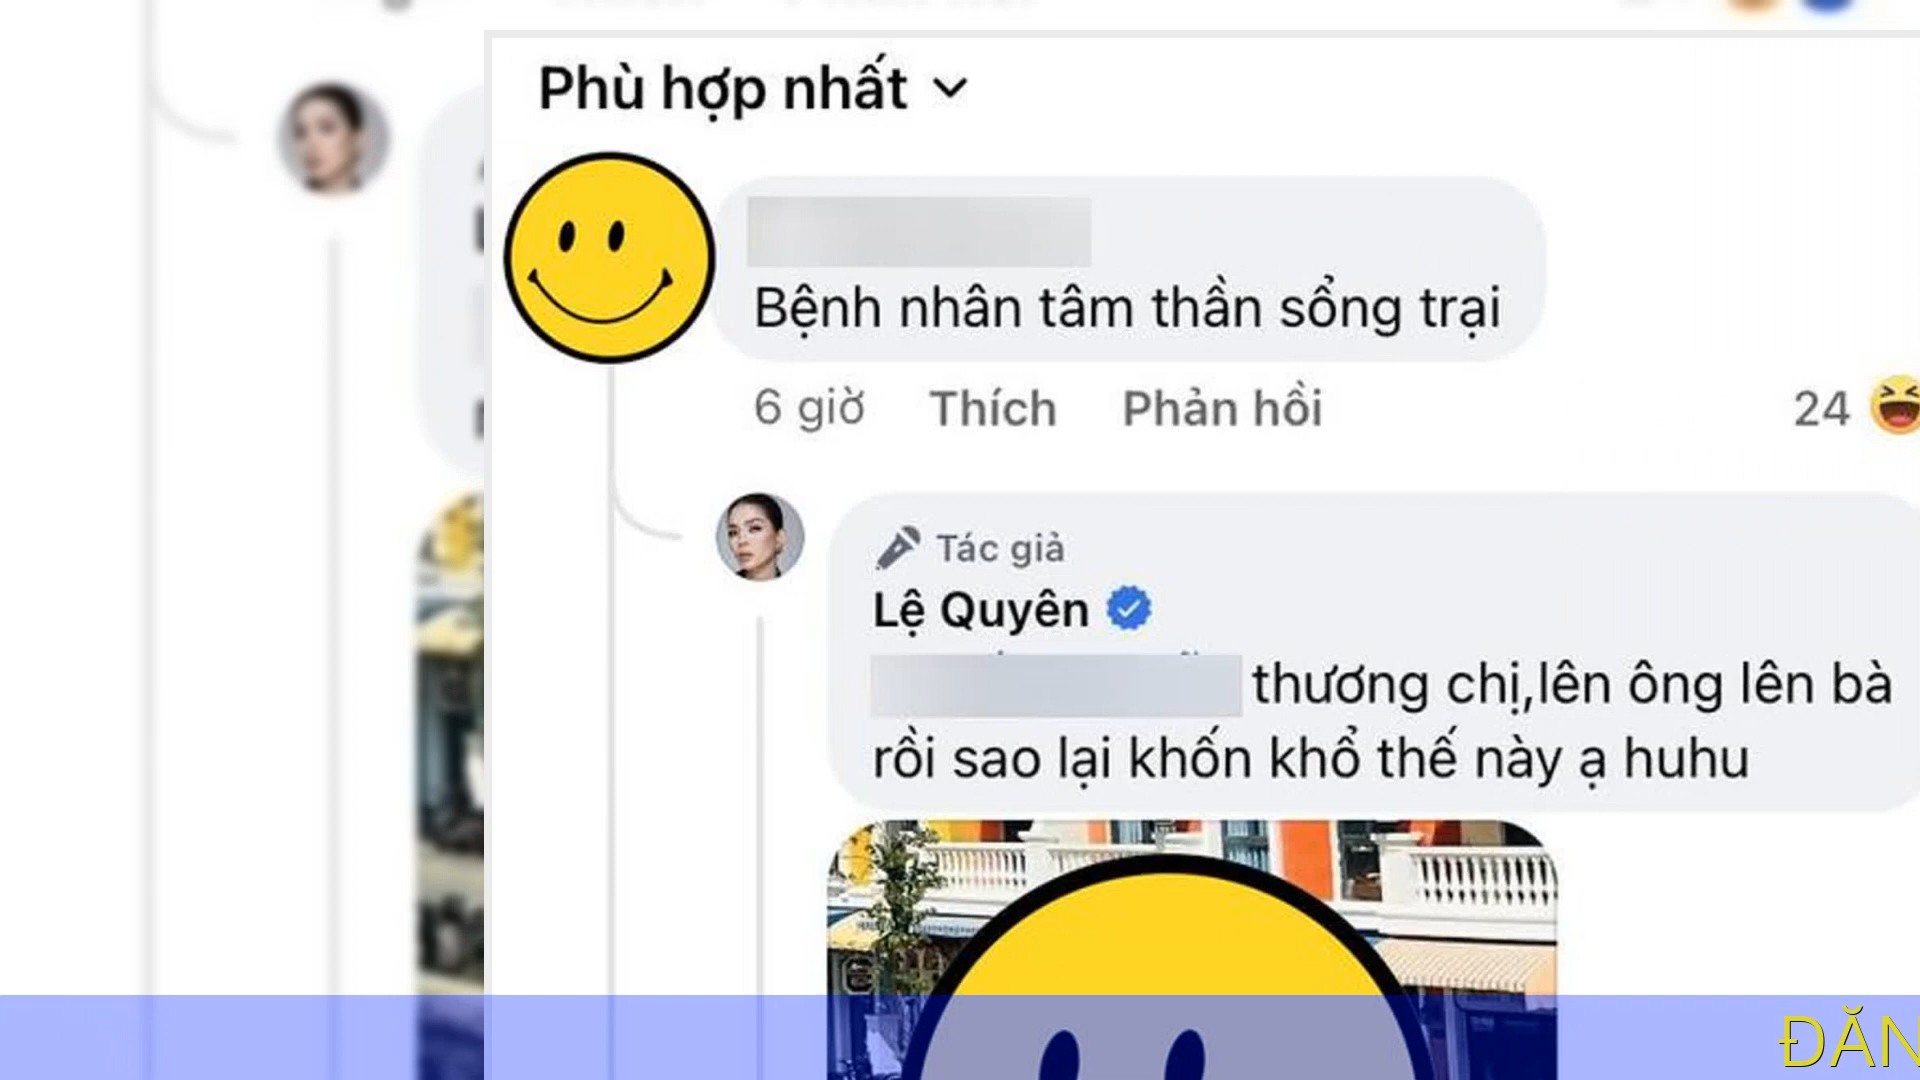 Phù hợp nhất
Bệnh nhân tâm thần sổng trại
6 giờ Thích Phản hồi 24
Tác giả
Lệ Quyên
thương chị,lên ông lên bà
rồi sao lại khốn khổ thế này ạ huhu
ĐĂN